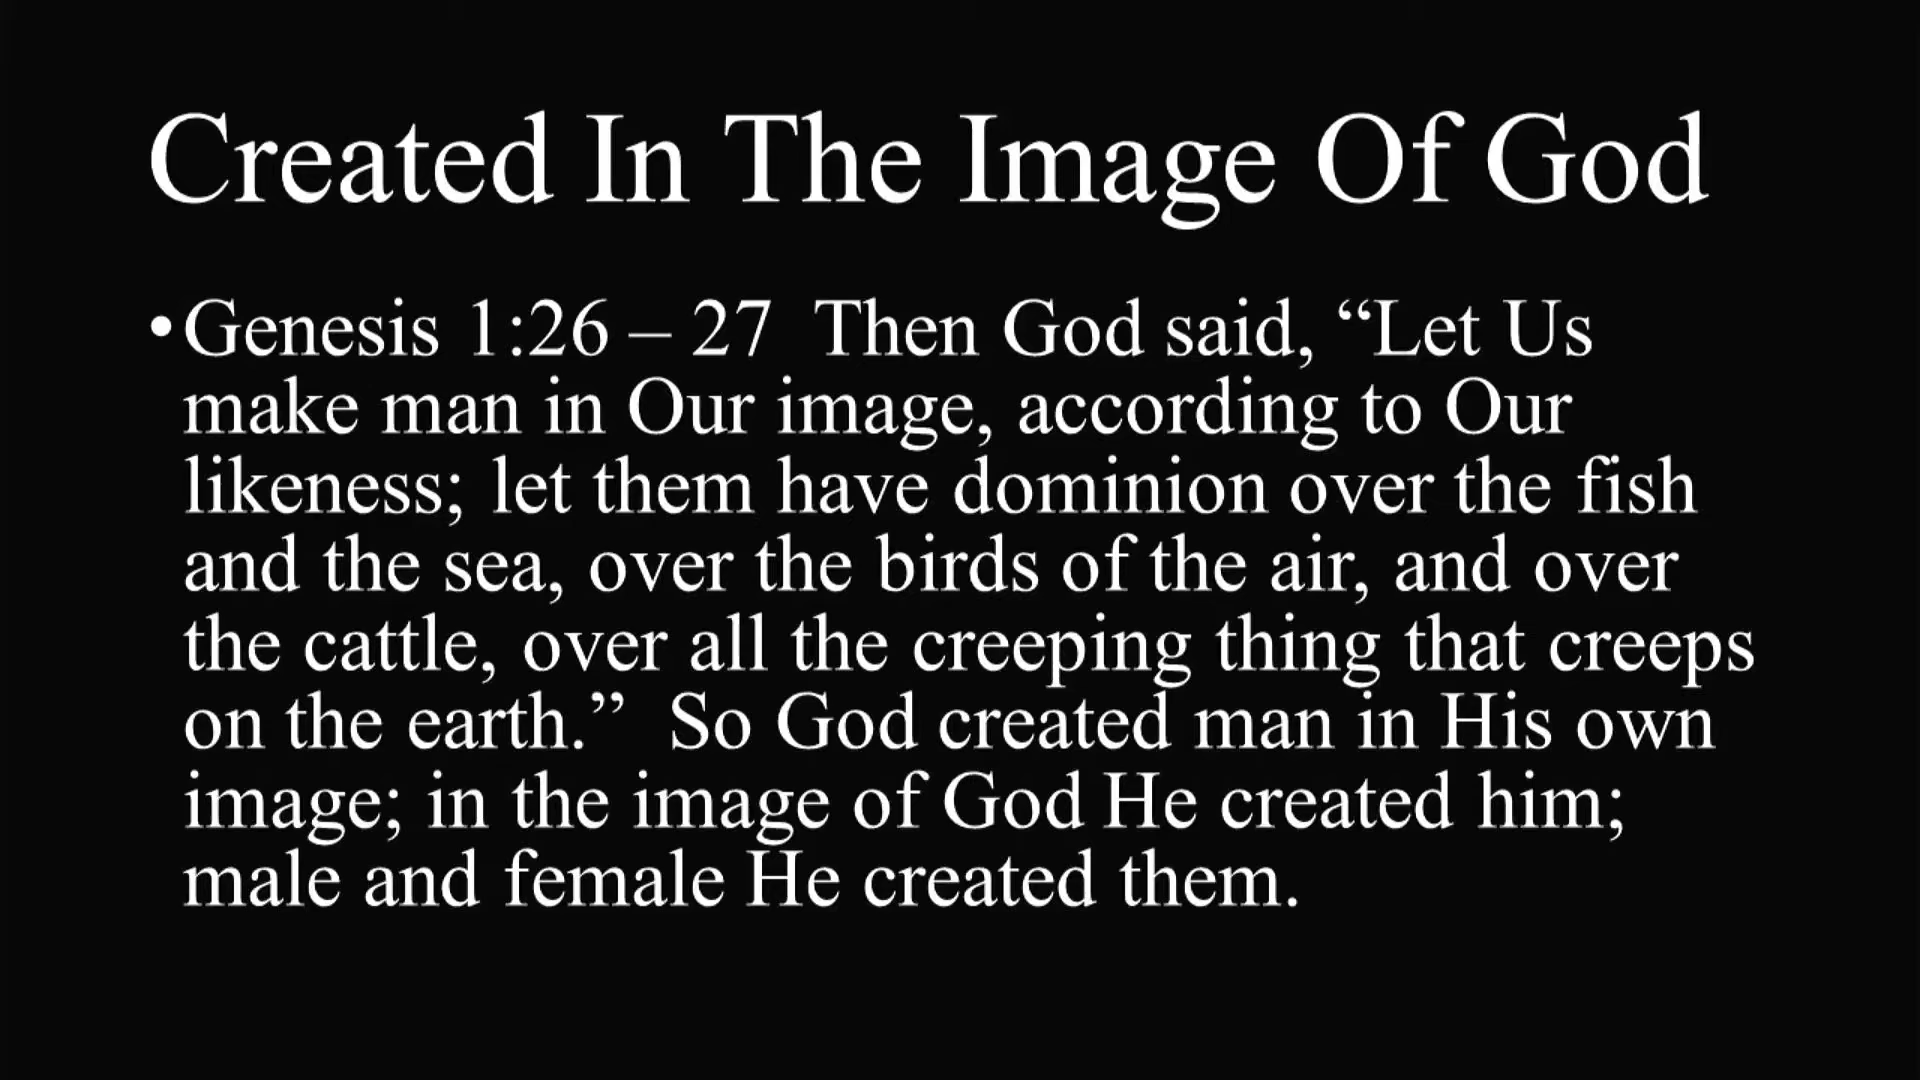 Created In The Image Of God
•Genesis 1:26 – 27  Then God said, “Let Us
make man in Our image, according to Our
likeness; let them have dominion over the fish
and the sea, over the birds of the air, and over
the cattle, over all the creeping thing that creeps
on the earth.”  So God created man in His own
image; in the image of God He created him;
male and female He created them.